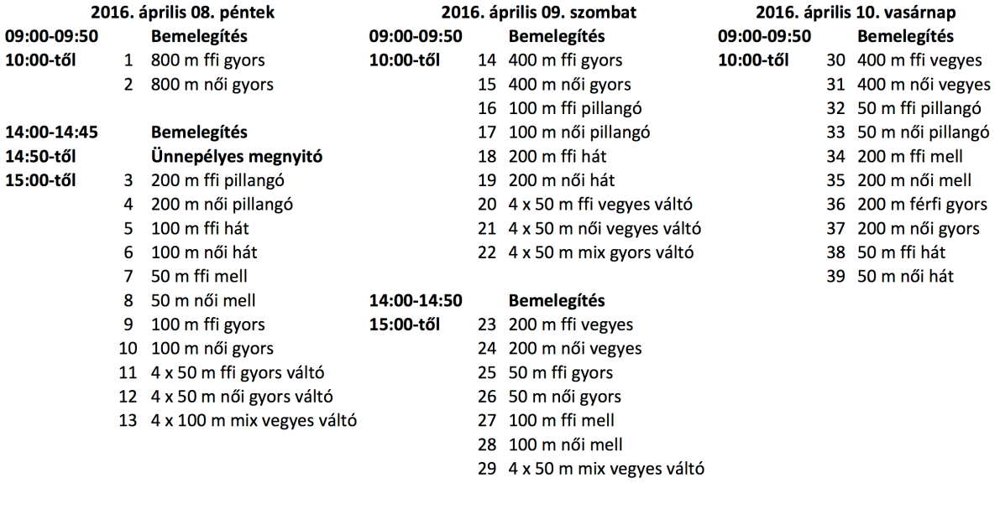 2016. április 08. péntek
09:00-09:50 Bemelegítés
10:00-től 1 800 m ffi gyors
2 800 m női gyors
14:00-14:45 Bemelegítés
14:50-től Ünnepélyes megnyitó
15:00-től 3 200 m ffi pillangó
4 200 m női pillangó
5 100 m ffi hát
6 100 m női hát
7 50 m ffi mell
8 50 m női mell
9 100 m ffi gyors
10 100 m női gyors
11 4 x 50 m ffi gyors váltó
12 4 x 50 m női gyors váltó
13 4 x 100 m mix vegyes váltó
2016. április 09. szombat
09:00-09:50 Bemelegítés
10:00-től 14 400 m ffi gyors
15 400 m női gyors
16 100 m ffi pillangó
17 100 m női pillangó
18 200 m ffi hát
19 200 m női hát
20 4 x 50 m ffi vegyes váltó
21 4 x 50 m női vegyes váltó
22 4 x 50 m mix gyors váltó
14:00-14:50 Bemelegítés
15:00-től 23 200 m ffi vegyes
24 200 m női vegyes
25 50 m ffi gyors
26 50 m női gyors
27 100 m ffi mell
28 100 m női mell
29 4 x 50 m mix vegyes váltó
2016. április 10. vasárnap
09:00-09:50 Bemelegítés
10:00-től 30 400 m ffi vegyes
31 400 m női vegyes
32 50 m ffi pillangó
33 50 m női pillangó
34 200 m ffi mell
35 200 m női mell
36 200 m férfi gyors
37 200 m női gyors
38 50 m ffi hát
39 50 m női hát